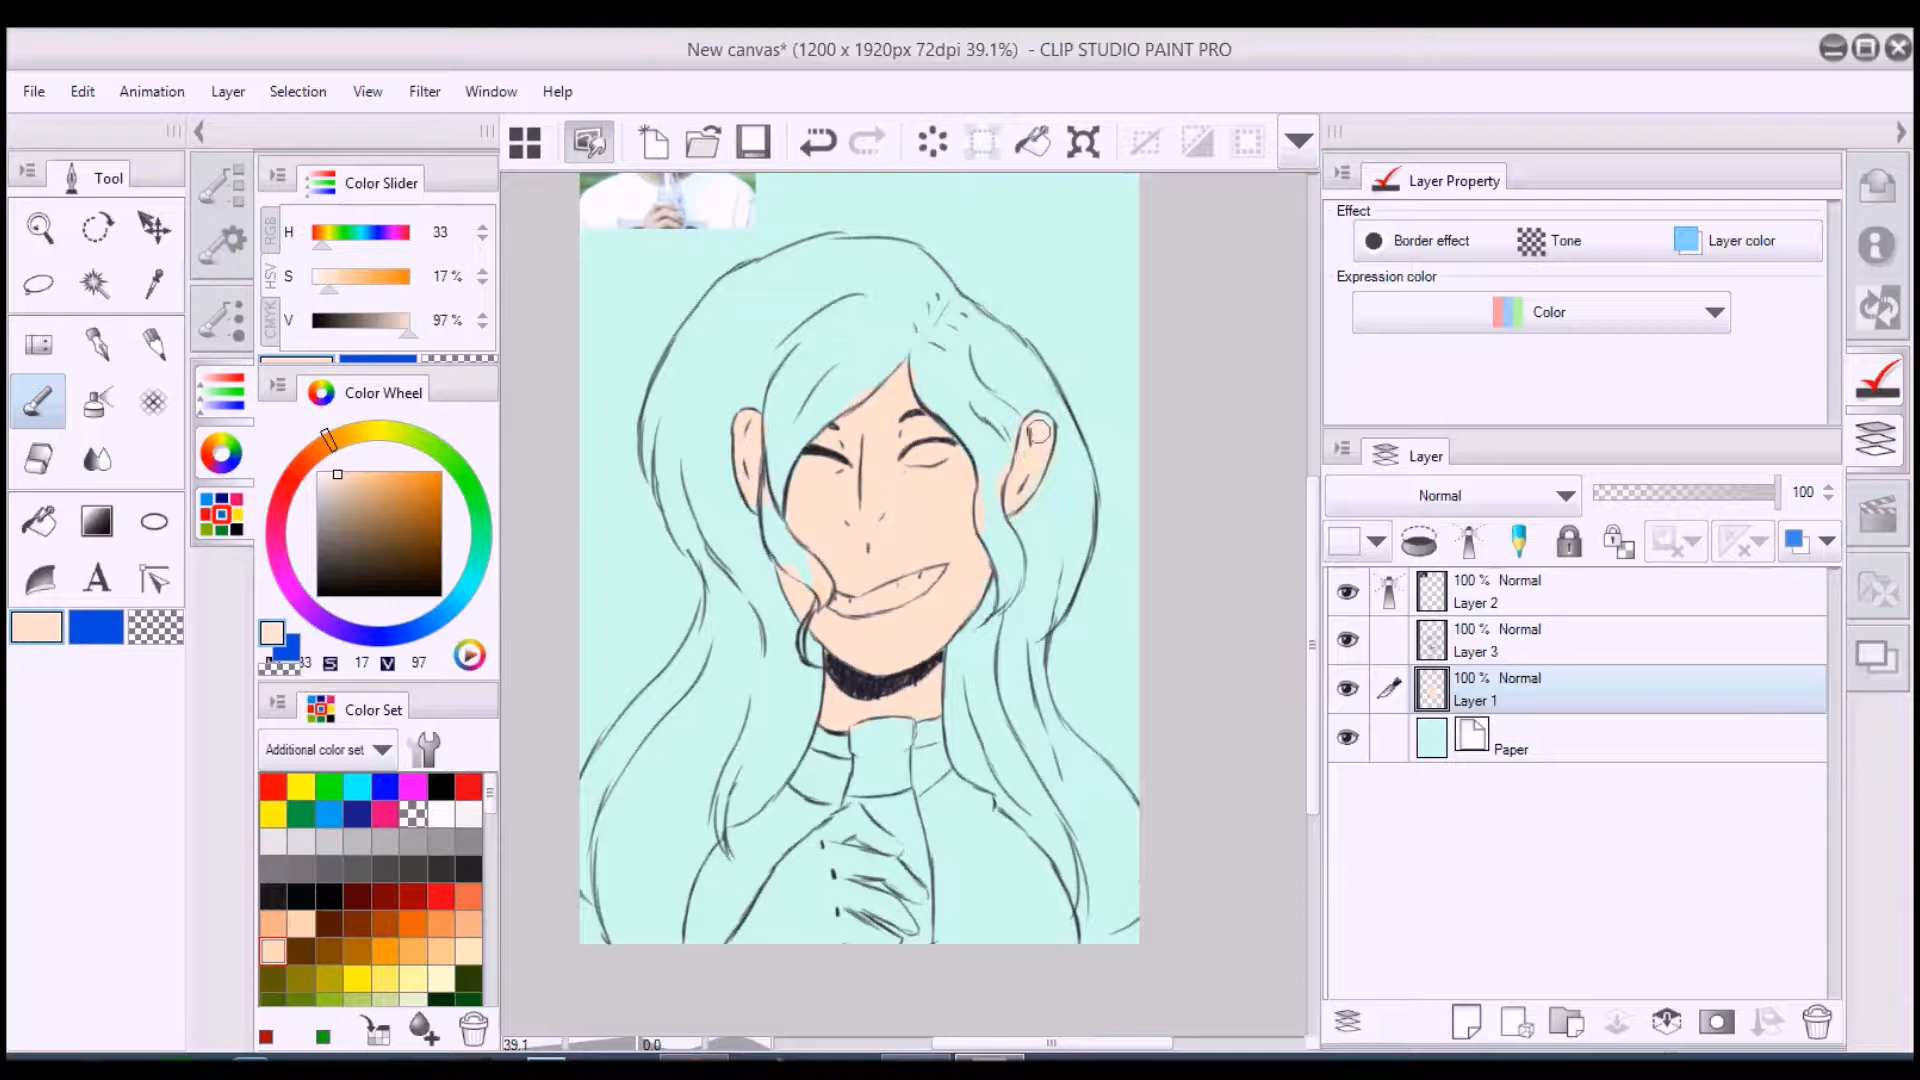 New canvas* (1200 x 1920px 72dpi 39.1%) - CLIP STUDIO PAINT PRO
File Edit Animation Layer Selection View Filter Window Help
Tool
Color Slider
RGB
HSV
CMYK
H 33
S 17 %
V 97 %
Color Wheel
33 S 17 V 97
Color Set
Additional color set
39.1 0.0
Layer Property
Effect
Border effect Tone Layer color
Expression color
Color
Layer
Normal 100
100 % Normal
Layer 2
100 % Normal
Layer 3
100 % Normal
Layer 1
Paper